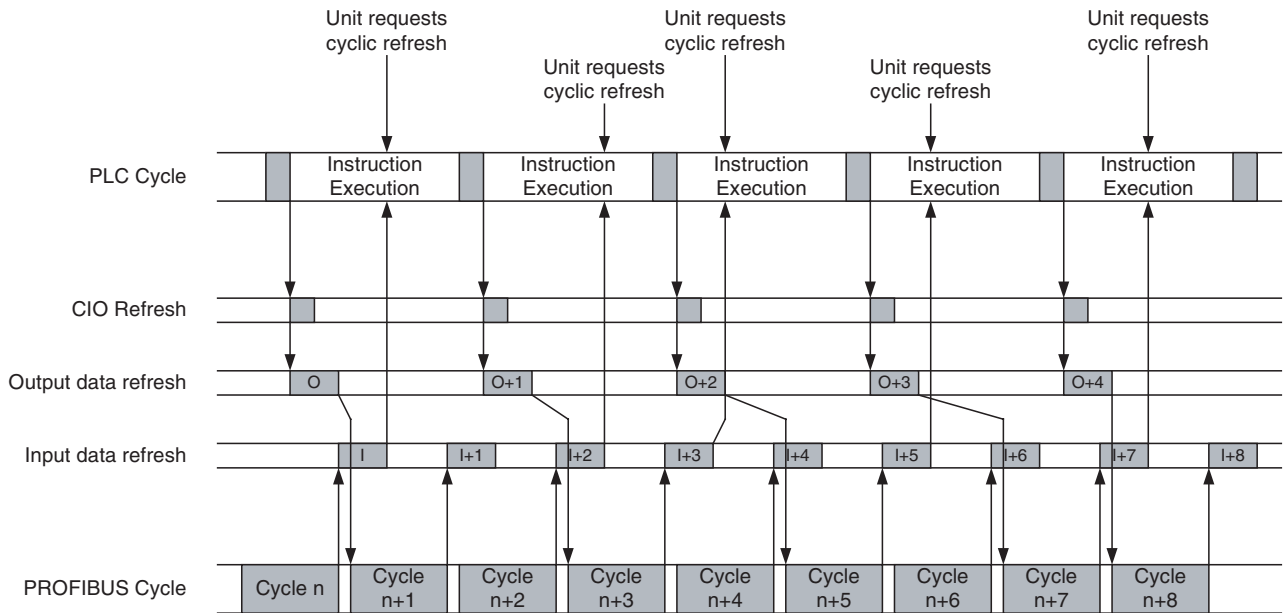 Unit requests
cyclic refresh
Unit requests
cyclic refresh
Unit requests
cyclic refresh
Unit requests
cyclic refresh
Unit requests
cyclic refresh
PLC Cycle
Instruction
Execution
Instruction
Execution
Instruction
Execution
Instruction
Execution
Instruction
Execution
CIO Refresh
Output data refresh
O
O+1
O+2
O+3
O+4
Input data refresh
I
I+1
I+2
I+3
I+4
I+5
I+6
I+7
I+8
PROFIBUS Cycle
Cycle n
Cycle
n+1
Cycle
n+2
Cycle
n+3
Cycle
n+4
Cycle
n+5
Cycle
n+6
Cycle
n+7
Cycle
n+8